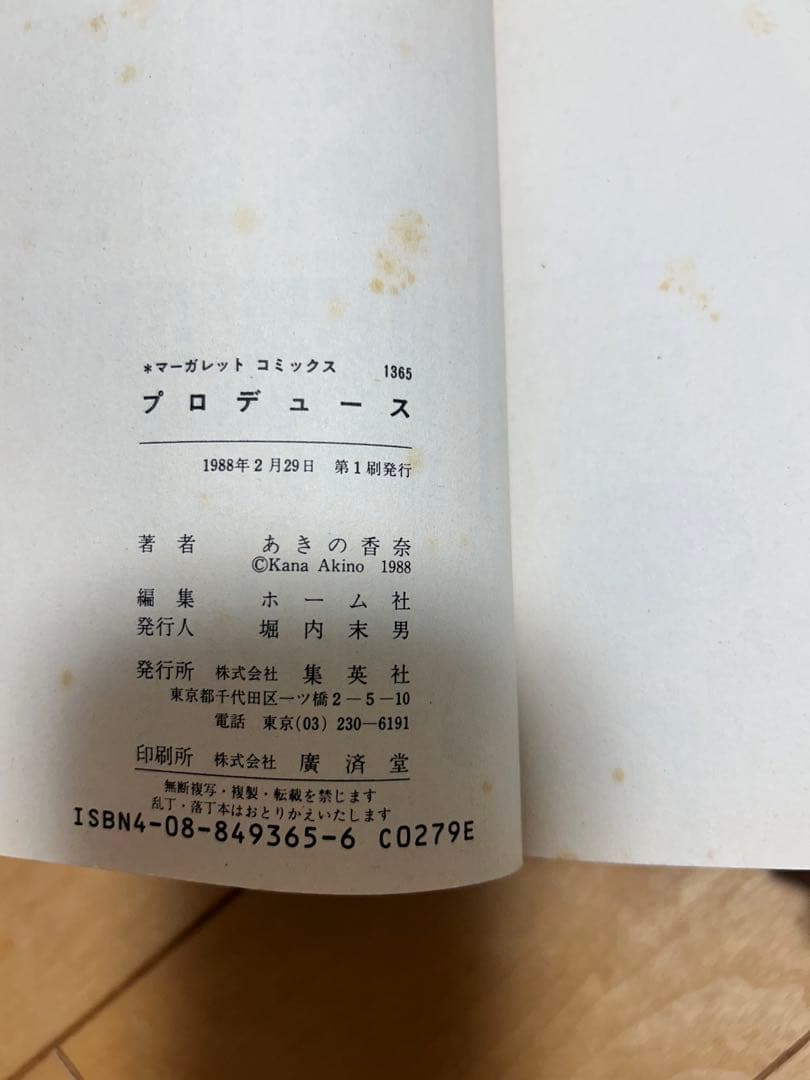 *マーガレット コミックス 1365
プロデュース
1988年2月29日 第1刷発行
著者 あきの香奈
©Kana Akino 1988
編集 ホーム社
発行人 堀内末男
発行所 株式会社 集英社
東京都千代田区一ツ橋2-5-10
電話 東京(03) 230-6191
印刷所 株式会社 廣済堂
無断複写・複製・転載を禁じます
乱丁・落丁本はおとりかえいたします
ISBN4-08-849365-6 C0279E